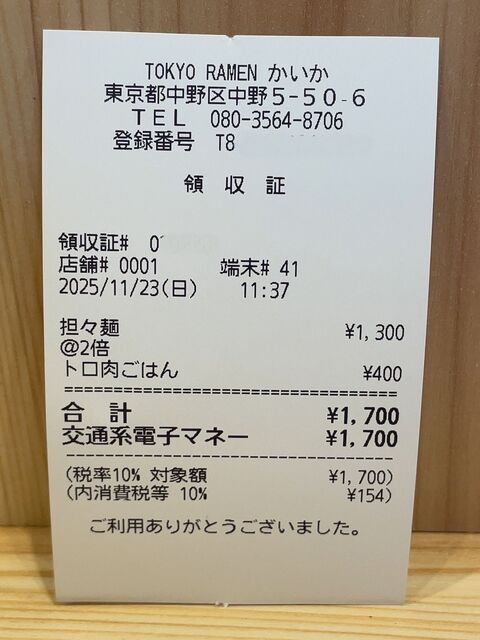 TOKYO RAMEN かいか
東京都中野区中野5-50-6
TEL 080-3564-8706
登録番号 T8
領収証
領収証# 0
店舗# 0001 端末# 41
2025/11/23(日) 11:37
担々麺 ¥1,300
@2倍
トロ肉ごはん ¥400
合計 ¥1,700
交通系電子マネー ¥1,700
(税率10% 対象額 ¥1,700)
(内消費税等 10% ¥154)
ご利用ありがとうございました。